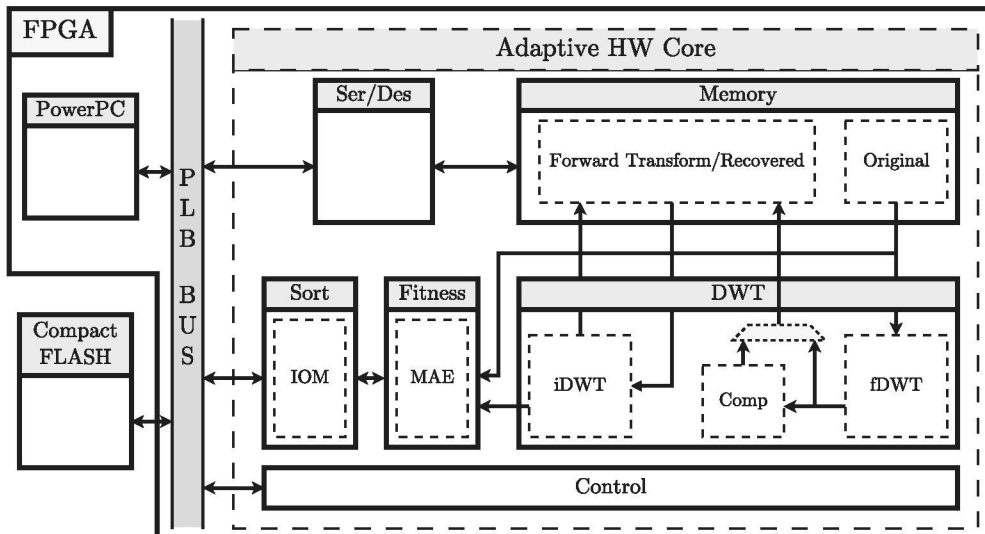 FPGA
Adaptive HW Core
PowerPC
Ser/Des
Memory
Forward Transform/Recovered
Original
P
L
B
B
U
S
Sort
Fitness
DWT
Compact
FLASH
IOM
MAE
iDWT
Comp
fDWT
Control